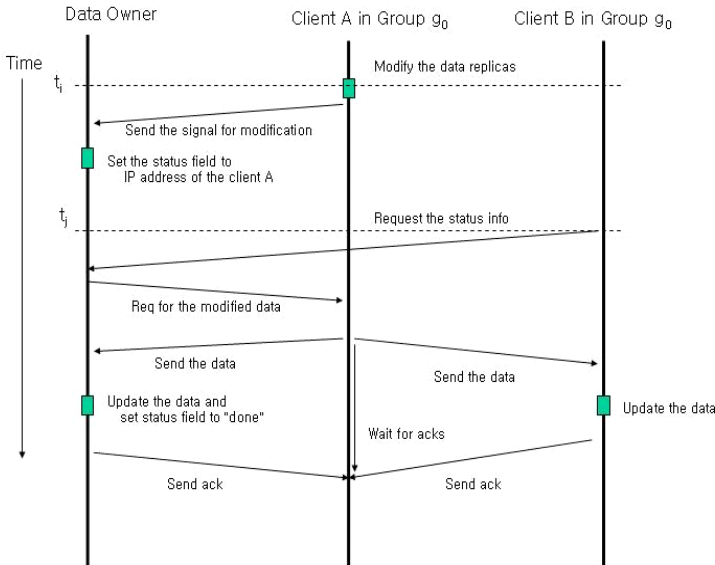 Data Owner
Client A in Group g0
Client B in Group g0
Time
Modify the data replicas
ti
Send the signal for modification
Set the status field to
IP address of the client A
tj
Request the status info
Req for the modified data
Send the data
Send the data
Update the data and
set status field to "done"
Update the data
Wait for acks
Send ack
Send ack